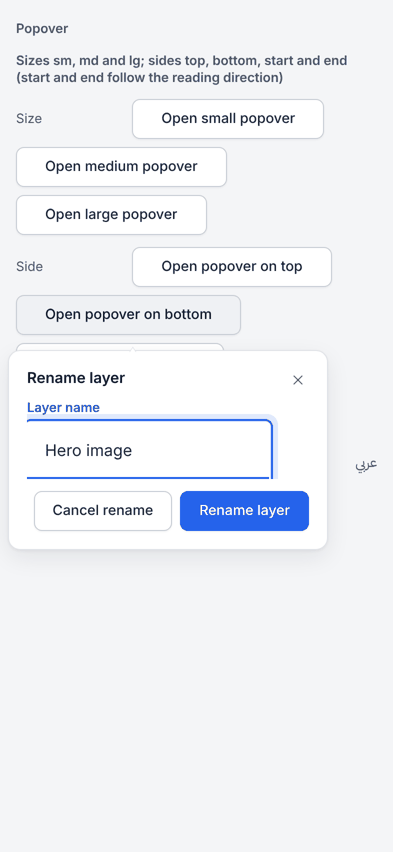 Popover
Sizes sm, md and lg; sides top, bottom, start and end
(start and end follow the reading direction)
Size
Open small popover
Open medium popover
Open large popover
Side
Open popover on top
Open popover on bottom
Rename layer
Layer name
Hero image
عربي
Cancel rename
Rename layer